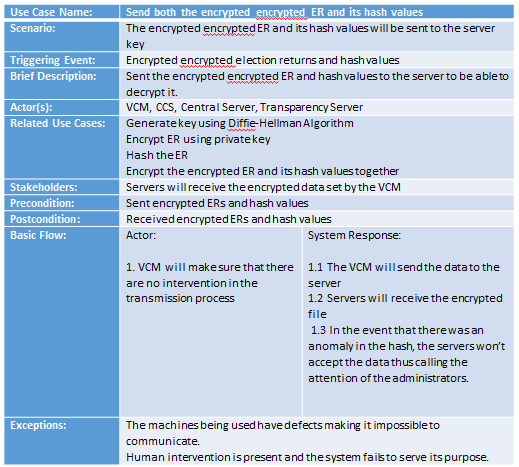 Use Case Name: Send both the encrypted encrypted ER and its hash values
Scenario: The encrypted encrypted ER and its hash values will be sent to the server
key
Triggering Event: Encrypted encrypted election returns and hash values
Brief Description: Sent the encrypted encrypted ER and hash values to the server to be able to
decrypt it.
Actor(s): VCM, CCS, Central Server, Transparency Server
Related Use Cases: Generate key using Diffie-Hellman Algorithm
Encrypt ER using private key
Hash the ER
Encrypt the encrypted ER and its hash values together
Stakeholders: Servers will receive the encrypted data set by the VCM
Precondition: Sent encrypted ERs and hash values
Postcondition: Received encrypted ERs and hash values
Basic Flow: Actor:
1. VCM will make sure that there
are no intervention in the
transmission process
System Response:
1.1 The VCM will send the data to the
server
1.2 Servers will receive the encrypted
file
1.3 In the event that there was an
anomaly in the hash, the servers won't
accept the data thus calling the
attention of the administrators.
Exceptions: The machines being used have defects making it impossible to
communicate.
Human intervention is present and the system fails to serve its purpose.